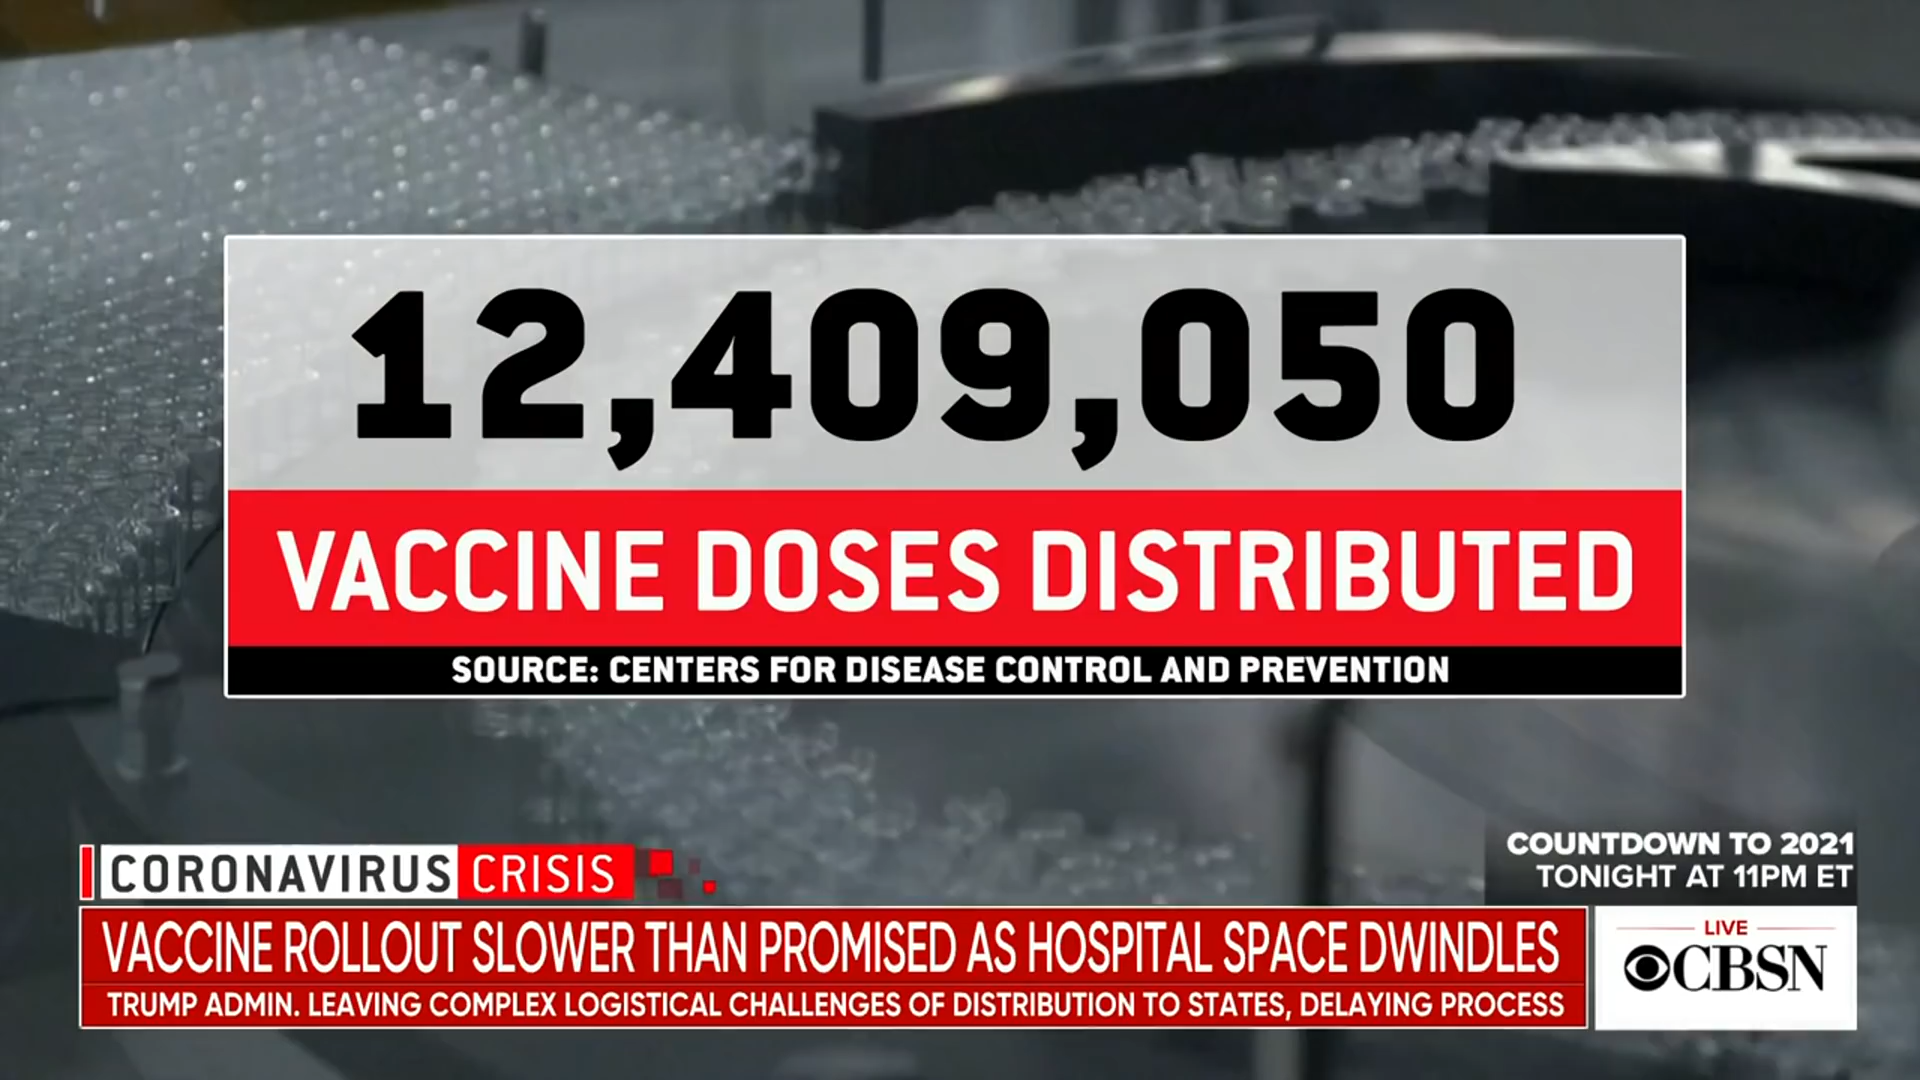 12,409,050
VACCINE DOSES DISTRIBUTED
SOURCE: CENTERS FOR DISEASE CONTROL AND PREVENTION
COUNTDOWN TO 2021
TONIGHT AT 11PM ET
CORONAVIRUS CRISIS
VACCINE ROLLOUT SLOWER THAN PROMISED AS HOSPITAL SPACE DWINDLES
TRUMP ADMIN. LEAVING COMPLEX LOGISTICAL CHALLENGES OF DISTRIBUTION TO STATES, DELAYING PROCESS
LIVE
CBSN